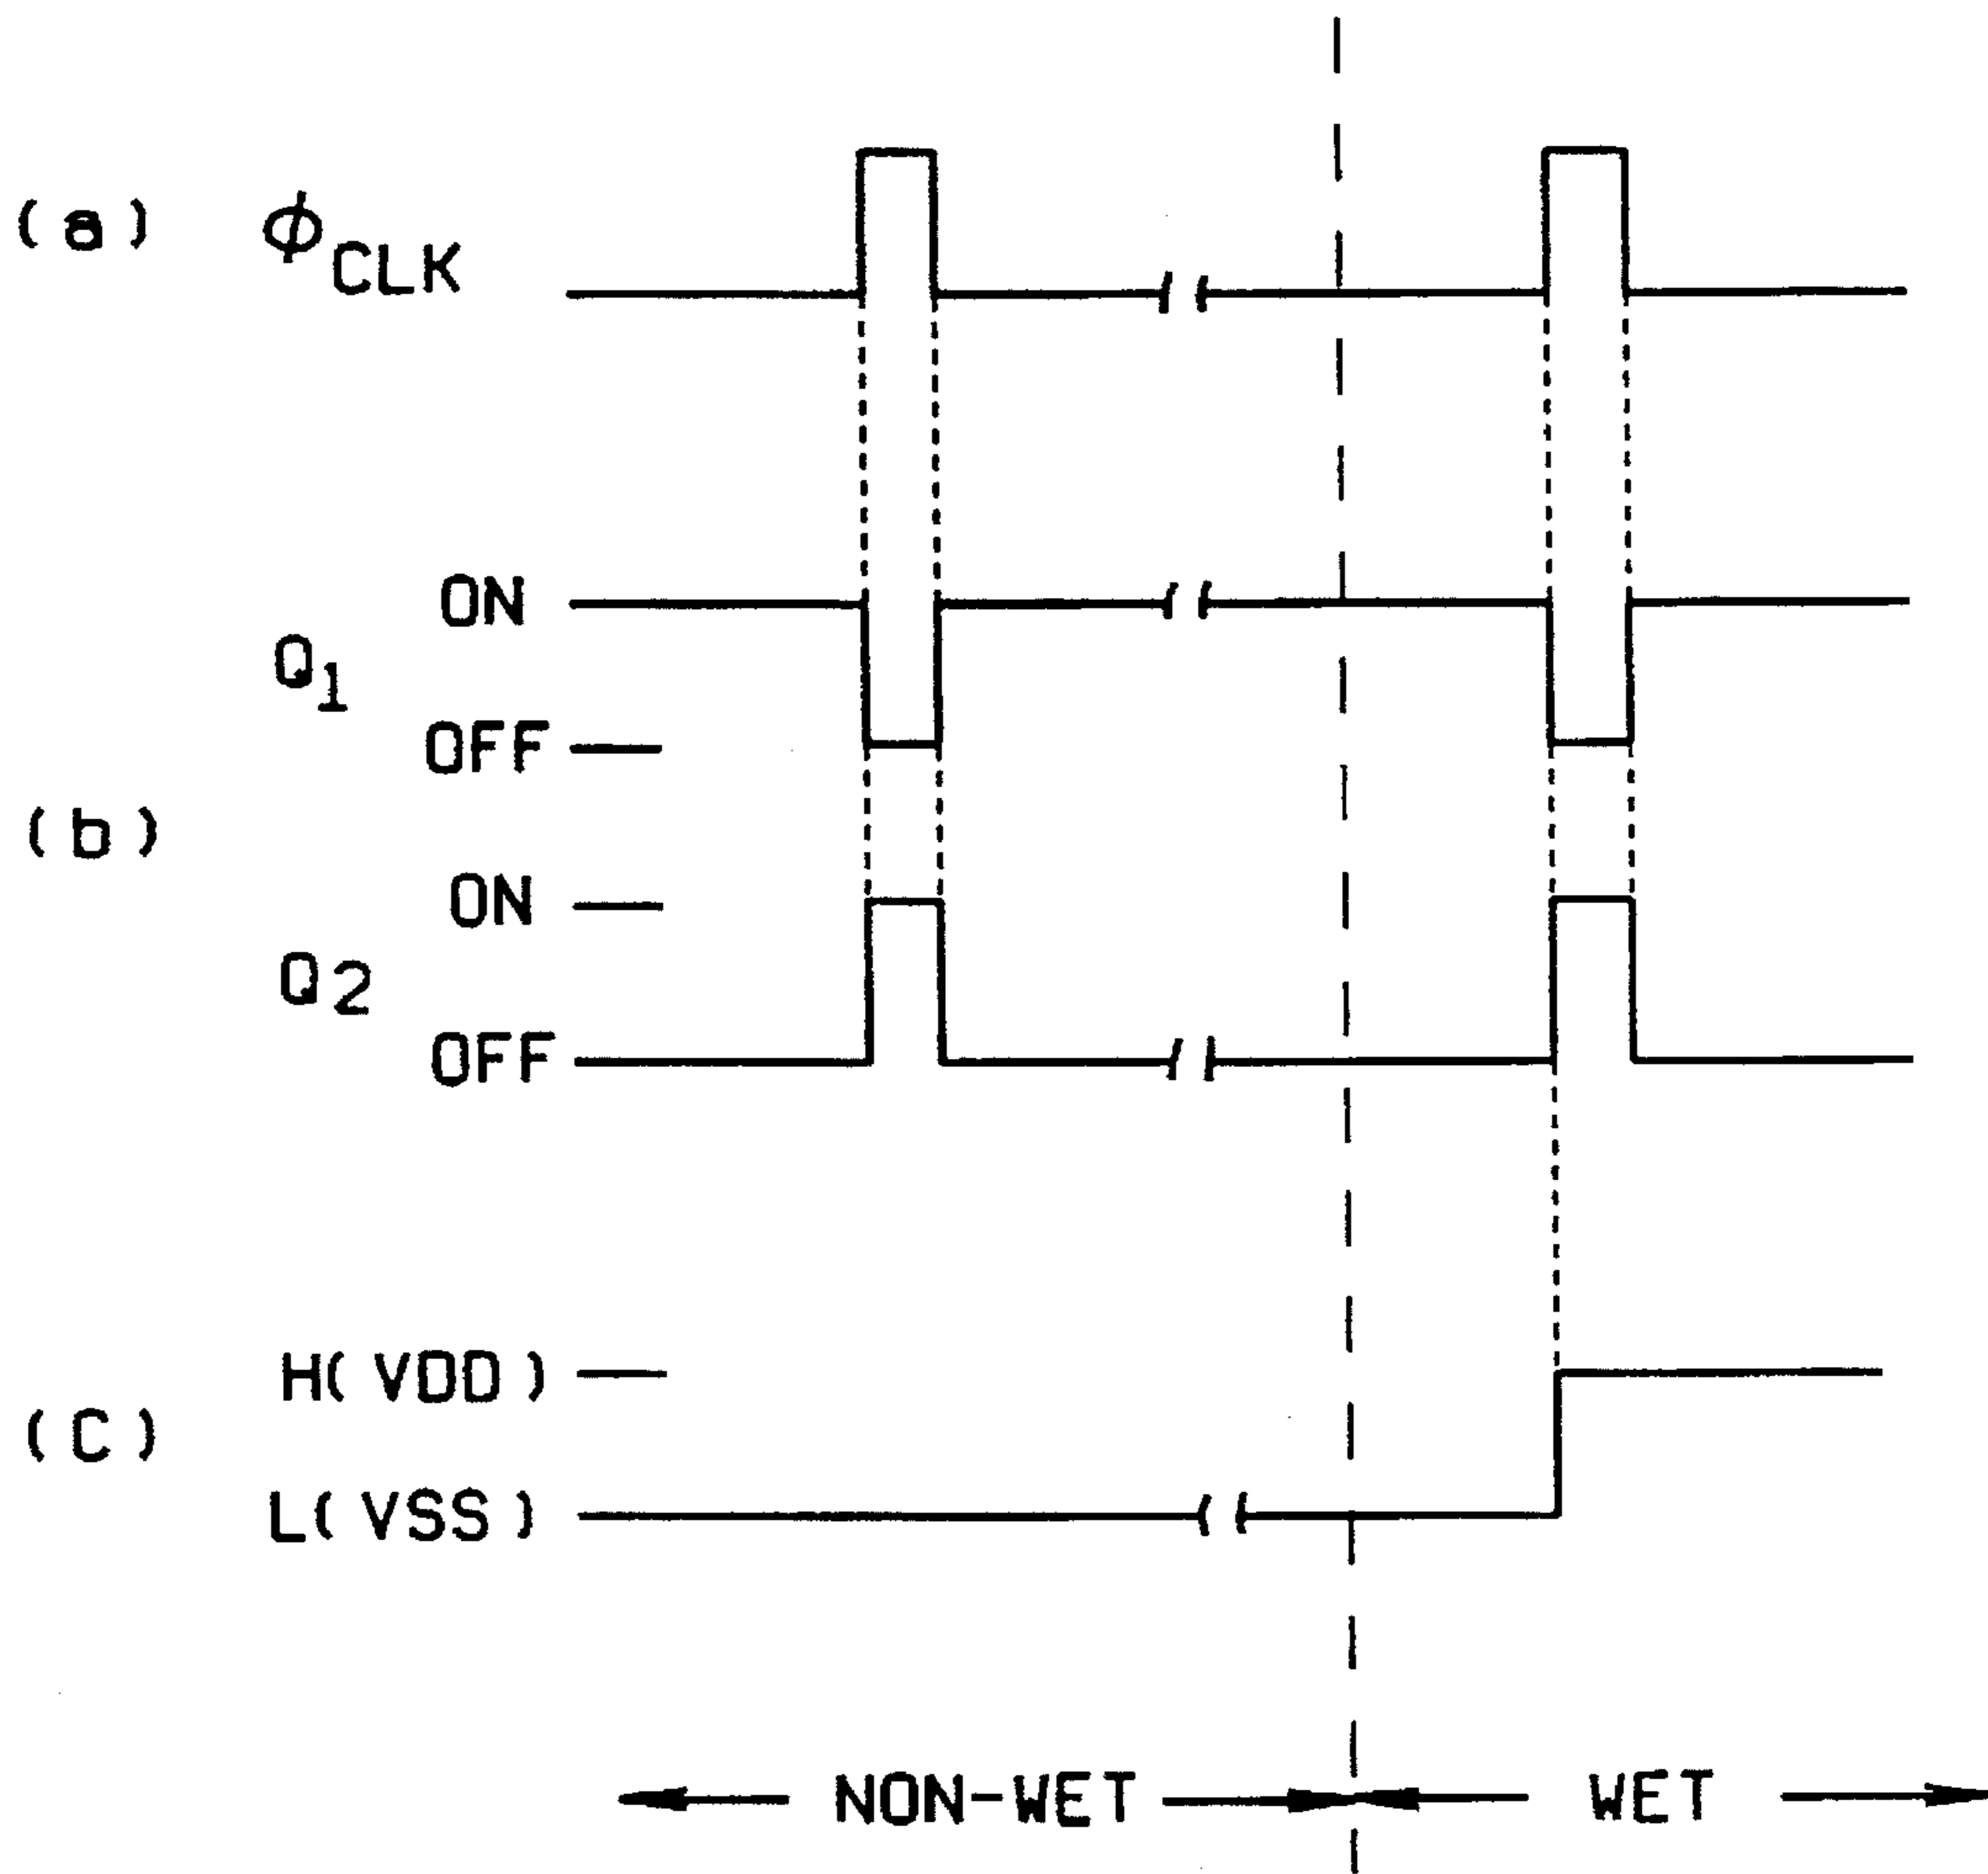 (a) ϕCLK
ON
Q1
OFF
(b)
ON
Q2
OFF
H(VDD)
(C)
L(VSS)
NON-WET WET